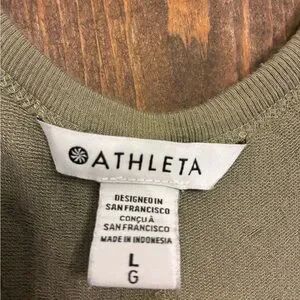 ATHLETA
DESIGNED IN
SAN FRANCISCO
CONÇU À
SAN FRANCISCO
MADE IN INDONESIA
L
G